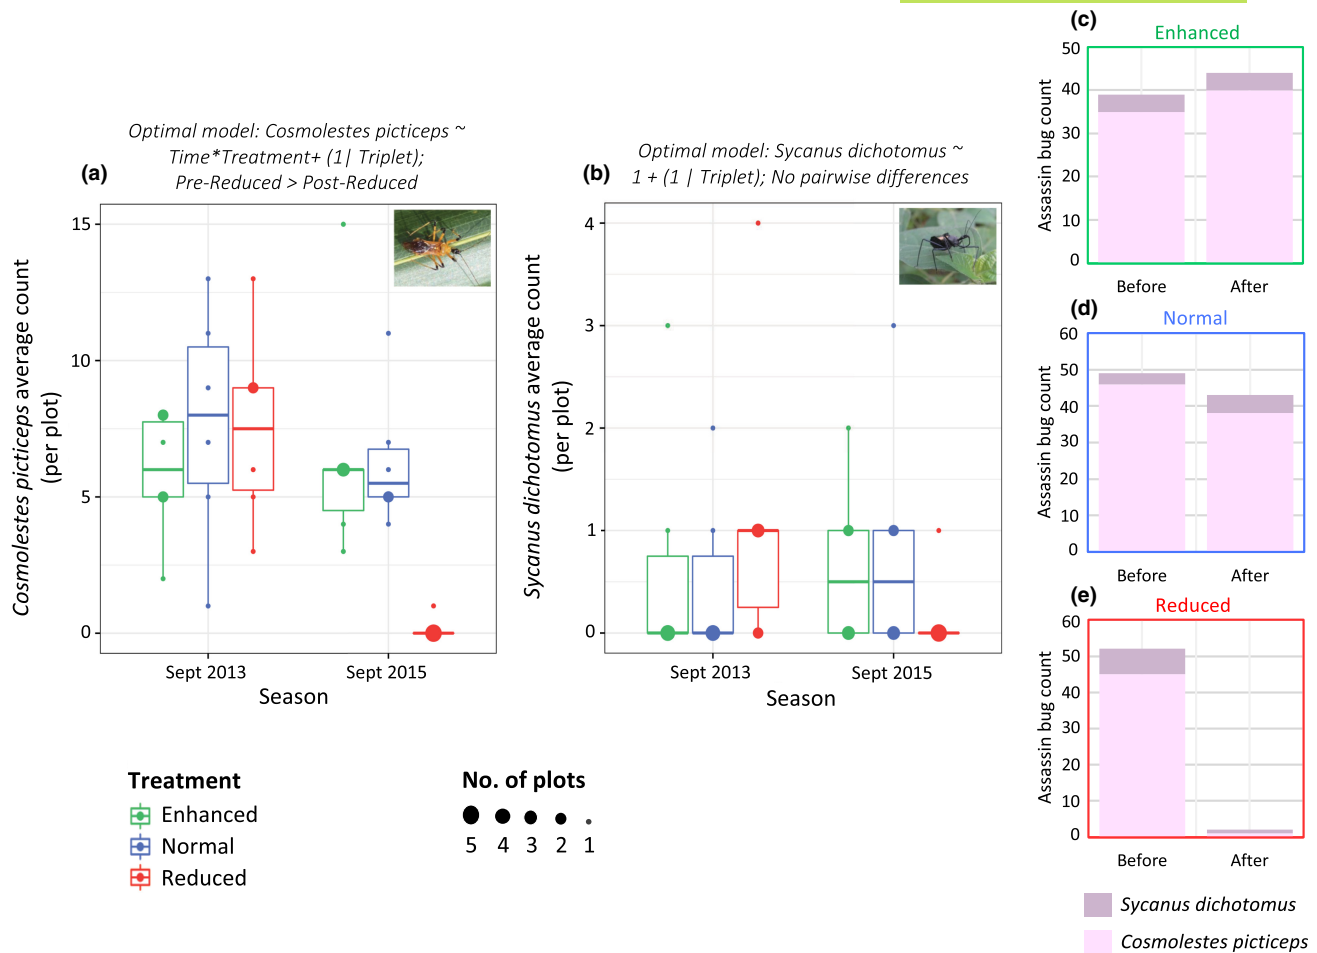 Optimal model: Cosmolestes picticeps ~
Time*Treatment+ (1| Triplet);
Pre-Reduced > Post-Reduced
(a)
15
10
5
0
Cosmolestes picticeps average count
(per plot)
Sept 2013
Sept 2015
Season
Optimal model: Sycanus dichotomus ~
1 + (1 | Triplet); No pairwise differences
(b)
4
3
2
1
0
Sycanus dichotomus average count
(per plot)
Sept 2013
Sept 2015
Season
(c)
Enhanced
50
40
30
20
10
0
Assassin bug count
Before
After
(d)
Normal
60
50
40
30
20
10
0
Assassin bug count
Before
After
(e)
Reduced
60
50
40
30
20
10
0
Assassin bug count
Before
After
Treatment
Enhanced
Normal
Reduced
No. of plots
5 4 3 2 1
Sycanus dichotomus
Cosmolestes picticeps